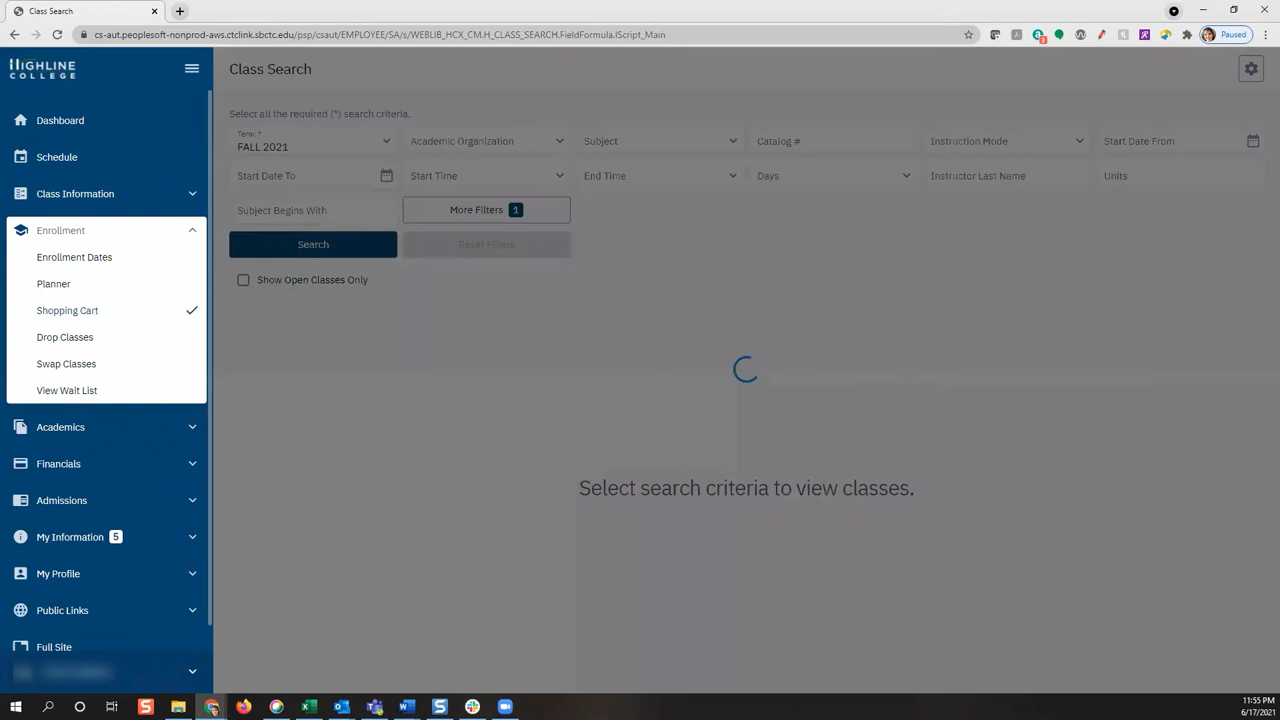 Class Search
cs-aut.peoplesoft-nonprod-aws.ctclink.sbctc.edu/psp/csaut/EMPLOYEE/SA/s/WEBLIB_HCX_CM.H_CLASS_SEARCH.FieldFormula.IScript_Main
3
Paused
HIGHLINE
COLLEGE
Dashboard
Schedule
Class Information
Enrollment
Enrollment Dates
Planner
Shopping Cart
Drop Classes
Swap Classes
View Wait List
Academics
Financials
Admissions
My Information 5
My Profile
Public Links
Full Site
Class Search
Select all the required (*) search criteria.
Term: *
FALL 2021
Academic Organization
Subject
Catalog #
Instruction Mode
Start Date From
Start Date To
Start Time
End Time
Days
Instructor Last Name
Units
Subject Begins With
More Filters 1
Search
Reset Filters
Show Open Classes Only
Select search criteria to view classes.
11:55 PM
6/17/2021